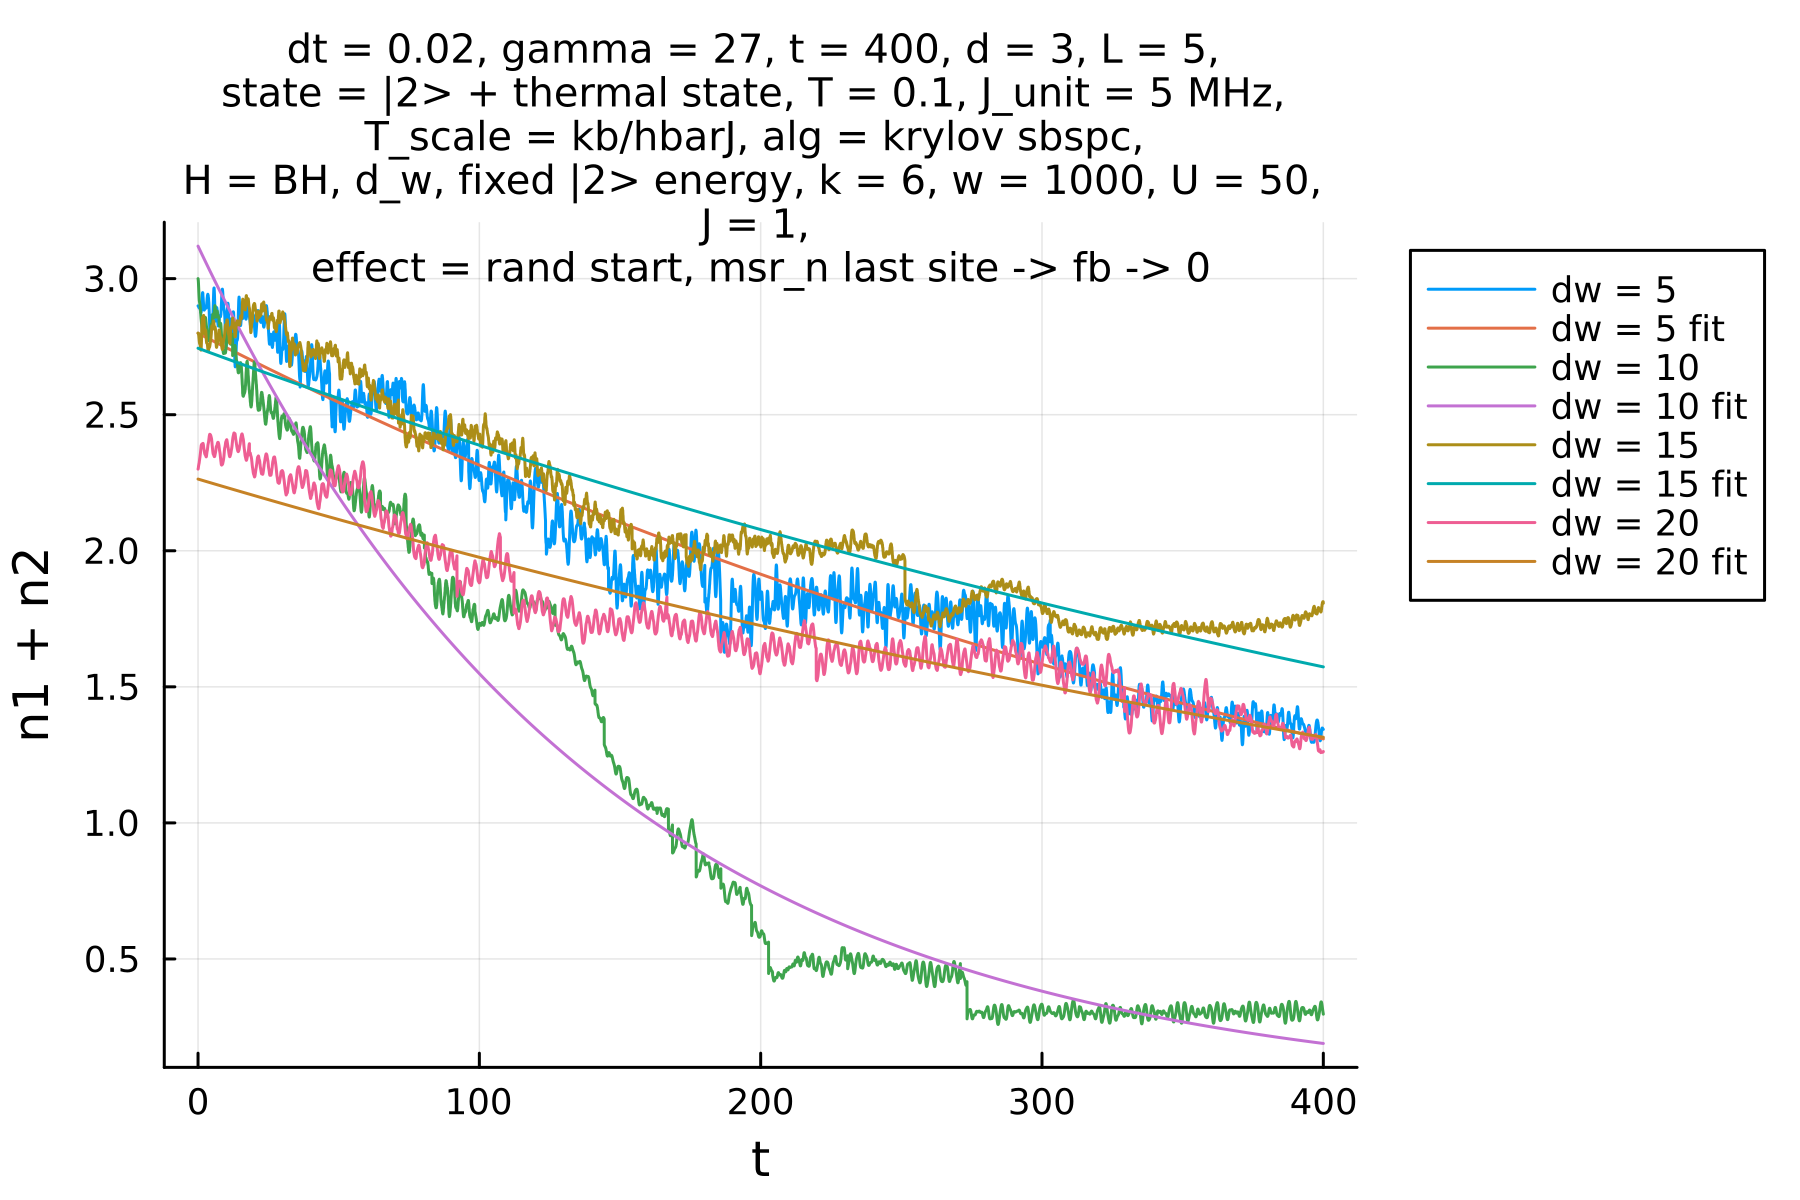 dt = 0.02, gamma = 27, t = 400, d = 3, L = 5,
state = |2> + thermal state, T = 0.1, J_unit = 5 MHz,
T_scale = kb/hbarJ, alg = krylov sbspc,
H = BH, d_w, fixed |2> energy, k = 6, w = 1000, U = 50,
J = 1,
effect = rand start, msr_n last site -> fb -> 0
n1 + n2
3.0
2.5
2.0
1.5
1.0
0.5
0
100
200
300
400
t
dw = 5
dw = 5 fit
dw = 10
dw = 10 fit
dw = 15
dw = 15 fit
dw = 20
dw = 20 fit